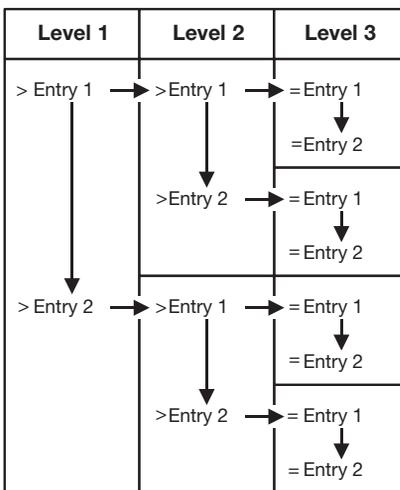 Level 1 Level 2 Level 3
> Entry 1 >Entry 1 =Entry 1
=Entry 2
>Entry 2 =Entry 1
=Entry 2
>Entry 2 >Entry 1 =Entry 1
=Entry 2
>Entry 2 =Entry 1
=Entry 2